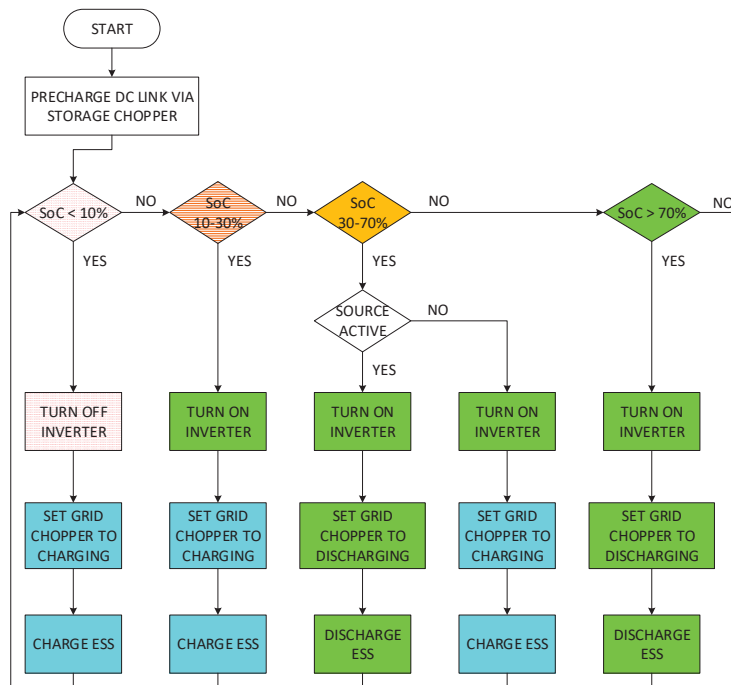 START
PRECHARGE DC LINK VIA
STORAGE CHOPPER
SoC < 10%
NO
SoC
10-30%
NO
SoC
30-70%
NO
SoC > 70%
NO
YES
YES
YES
YES
SOURCE
ACTIVE
NO
YES
TURN OFF
INVERTER
TURN ON
INVERTER
TURN ON
INVERTER
TURN ON
INVERTER
TURN ON
INVERTER
SET GRID
CHOPPER TO
CHARGING
SET GRID
CHOPPER TO
CHARGING
SET GRID
CHOPPER TO
DISCHARGING
SET GRID
CHOPPER TO
CHARGING
SET GRID
CHOPPER TO
DISCHARGING
CHARGE ESS
CHARGE ESS
DISCHARGE
ESS
CHARGE ESS
DISCHARGE
ESS